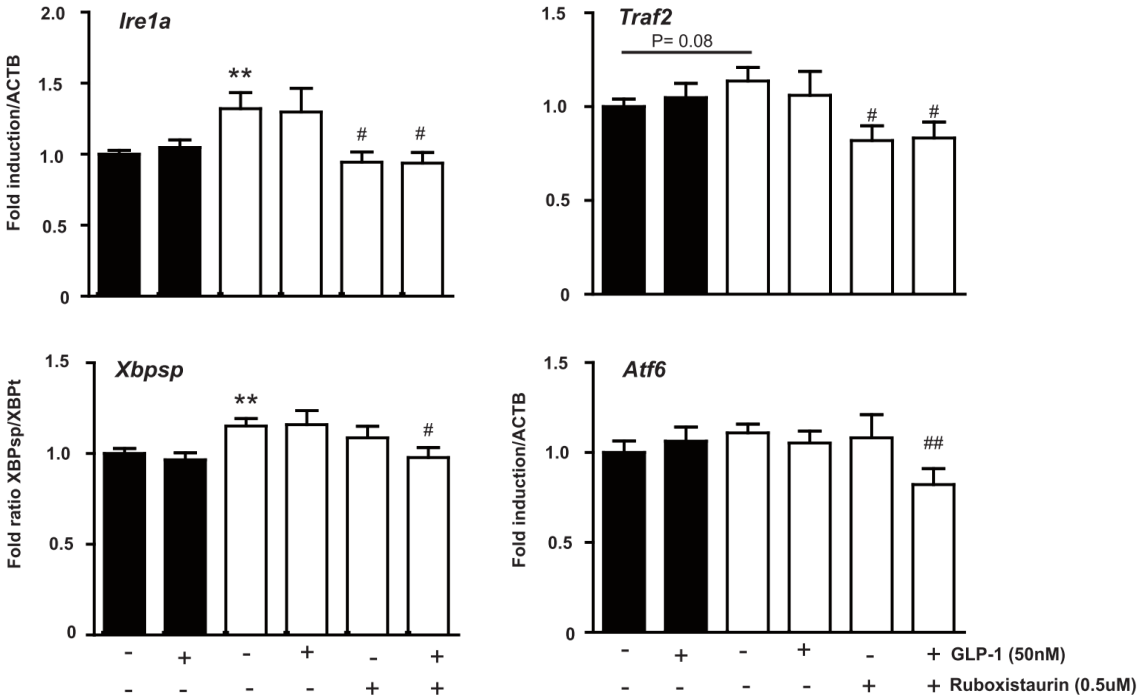 Ire1a
2.0
1.5
1.0
0.5
0
Fold induction/ACTB
**
#
#
Traf2
P= 0.08
1.5
1.0
0.5
0
#
#
Xbpsp
1.5
1.0
0.5
0
Fold ratio XBPsp/XBPt
**
#
- + - + - +
- - - - + +
Atf6
1.5
1.0
0.5
0
Fold induction/ACTB
##
- + - + - + GLP-1 (50nM)
- - - - + + Ruboxistaurin (0.5uM)